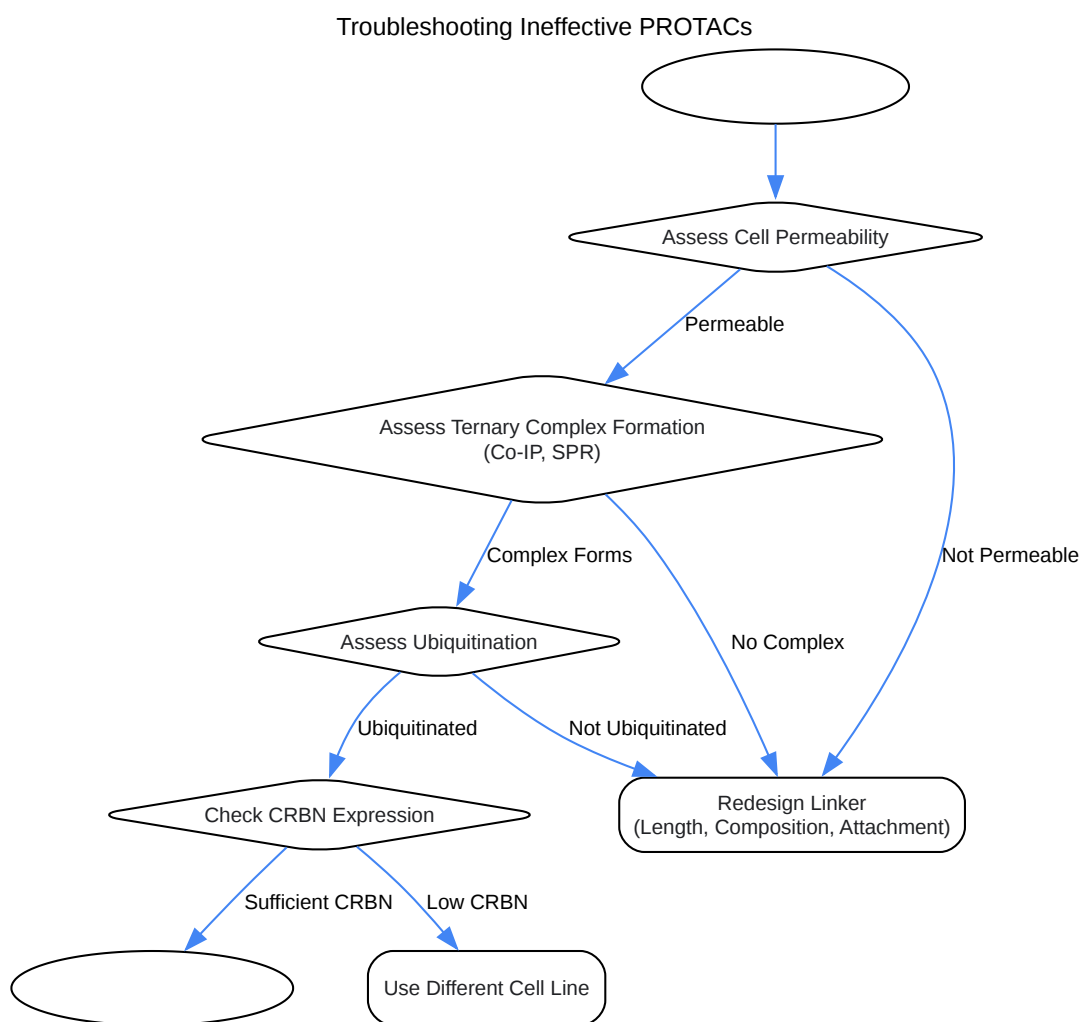 Troubleshooting Ineffective PROTACs
Assess Cell Permeability
Permeable
Assess Ternary Complex Formation
(Co-IP, SPR)
Complex Forms
Not Permeable
Assess Ubiquitination
No Complex
Ubiquitinated
Not Ubiquitinated
Check CRBN Expression
Redesign Linker
(Length, Composition, Attachment)
Sufficient CRBN
Low CRBN
Use Different Cell Line